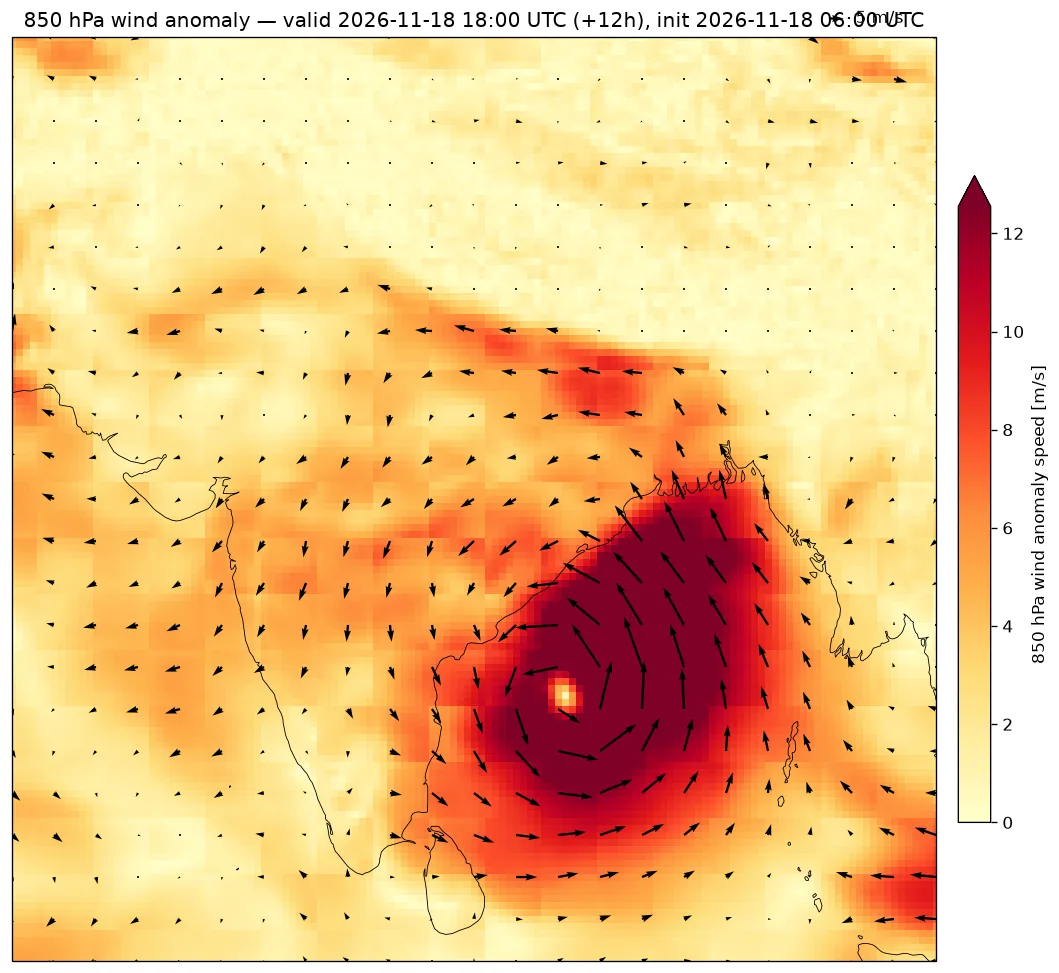 850 hPa wind anomaly — valid 2026-11-18 18:00 UTC (+12h), init 2026-11-18 06:00 UTC
5 m/s
12
10
8
6
4
2
0
850 hPa wind anomaly speed [m/s]